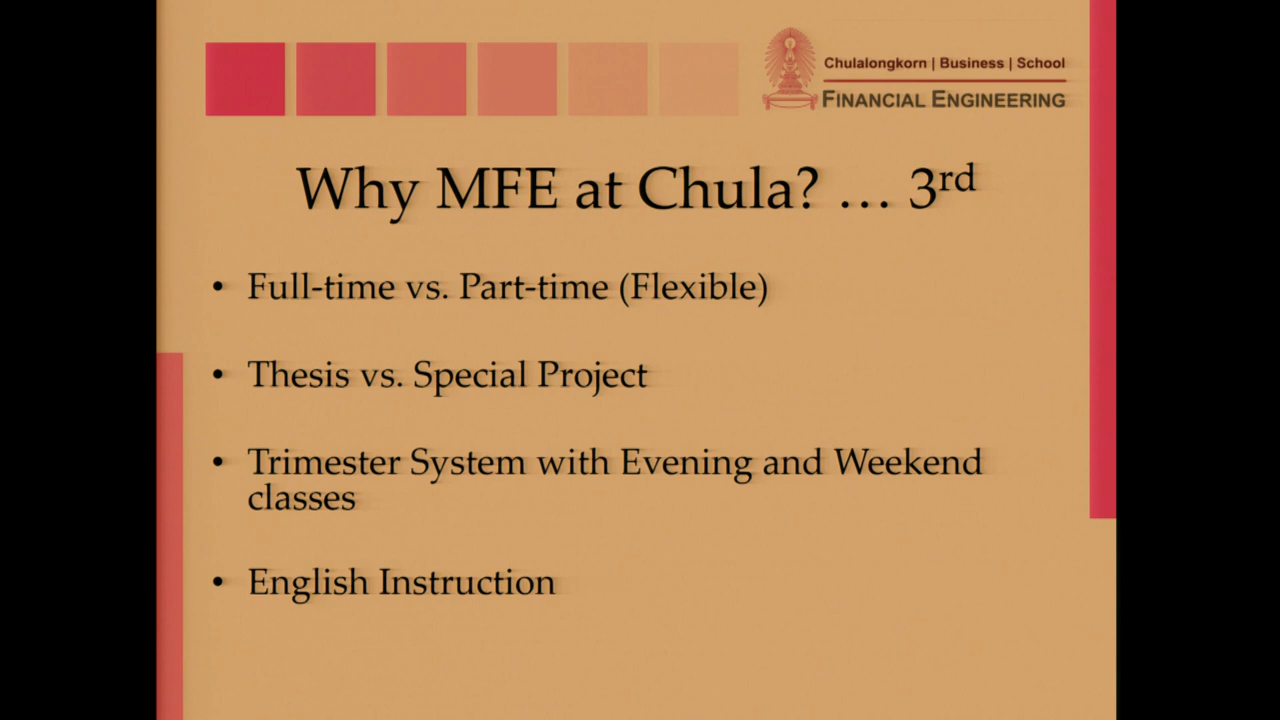 Chulalongkorn | Business | School
FINANCIAL ENGINEERING
Why MFE at Chula? … 3rd
• Full-time vs. Part-time (Flexible)
• Thesis vs. Special Project
• Trimester System with Evening and Weekend
classes
• English Instruction